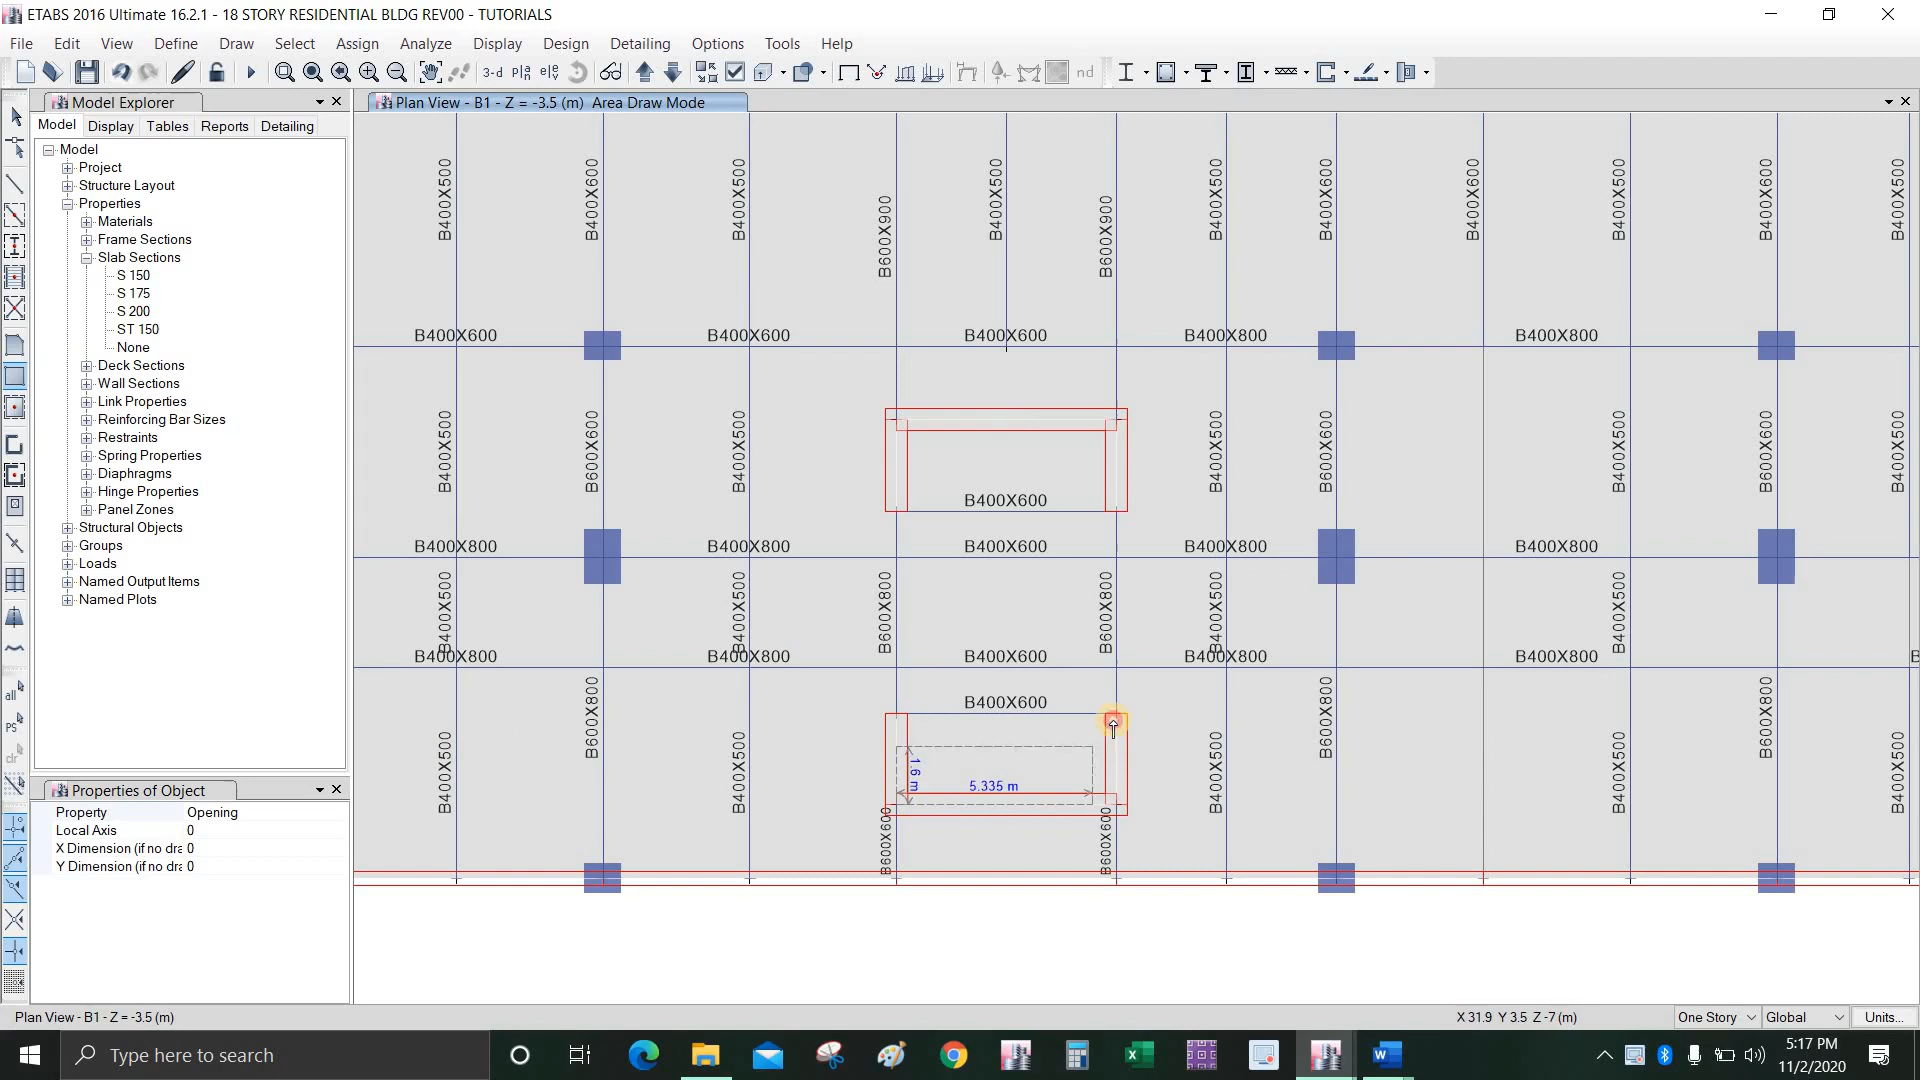 ETABS 2016 Ultimate 16.2.1 - 18 STORY RESIDENTIAL BLDG REV00 - TUTORIALS
File Edit View Define Draw Select Assign Analyze Display Design Detailing Options Tools Help
3-d Pla ele nd
Model Explorer
Plan View - B1 - Z = -3.5 (m) Area Draw Mode
Model Display Tables Reports Detailing
Model
Project
Structure Layout
Properties
Materials
Frame Sections
Slab Sections
S 150
S 175
S 200
ST 150
None
Deck Sections
Wall Sections
Link Properties
Reinforcing Bar Sizes
Restraints
Spring Properties
Diaphragms
Hinge Properties
Panel Zones
Structural Objects
Groups
Loads
Named Output Items
Named Plots
all
PS
dr
Properties of Object
Property Opening
Local Axis 0
X Dimension (if no dra 0
Y Dimension (if no dra 0
B400X500 B400X600 B400X500 B600X900 B400X500 B600X900 B400X500 B400X600 B400X600 B400X500 B400X600 B400X500
B400X600 B400X600 B400X600 B400X800 B400X800
B400X500 B600X600 B400X500 B400X500 B600X600 B400X500 B600X600 B400X500
B400X600
B400X800 B400X800 B400X600 B400X800 B400X800
B400X500 B400X500 B600X800 B600X800 B400X500 B400X500
B400X800 B400X800 B400X600 B400X800 B400X800 B
B400X600
B400X500 B600X800 B400X500 B400X500 B600X800 B400X500 B600X800 B400X500
1.6 m
5.335 m
B600X600 B600X600
Plan View - B1 - Z = -3.5 (m)
X 31.9 Y 3.5 Z -7 (m)
One Story Global Units...
Type here to search
5:17 PM
11/2/2020